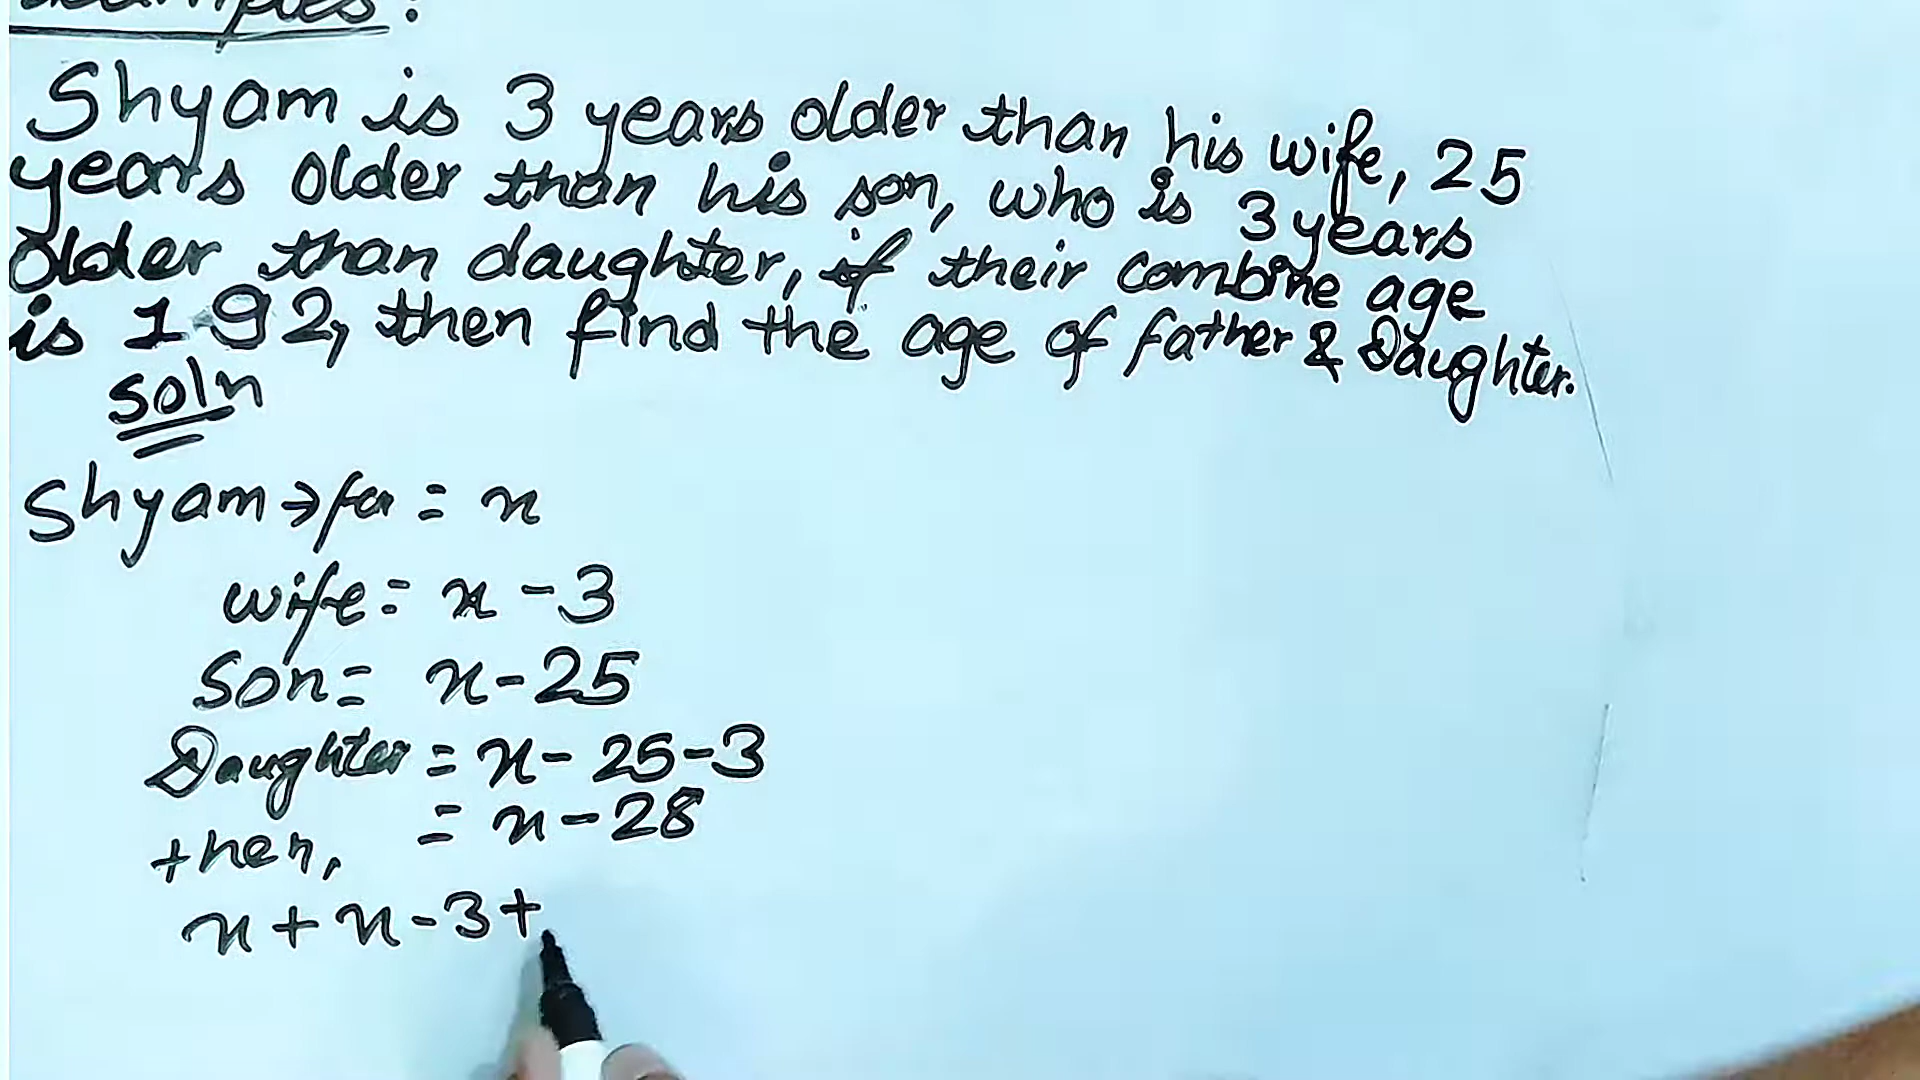 Shyam is 3 years older than his wife, 25
years older than his son, who is 3 years
older than daughter, if their combine age
is 192, then find the age of father & Daughter.
soln
Shyam → fa = x
wife = x - 3
Son = x - 25
Daughter = x - 25 - 3
= x - 28
then,
x + x - 3 +